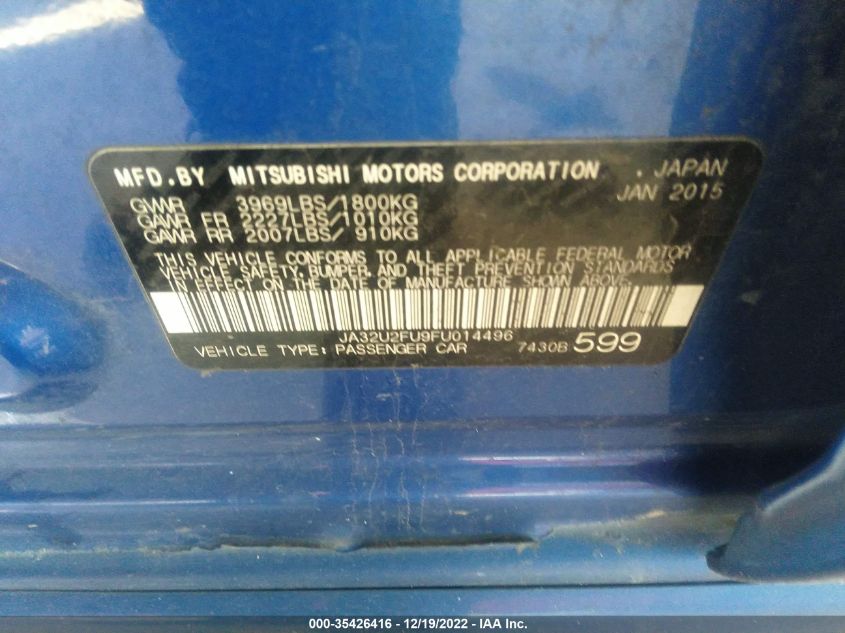 MFD.BY MITSUBISHI MOTORS CORPORATION . JAPAN
JAN 2015
GVWR 3969LBS/1800KG
GAWR FR 2227LBS/1010KG
GAWR RR 2007LBS/ 910KG
THIS VEHICLE CONFORMS TO ALL APPLICABLE FEDERAL MOTOR
VEHICLE SAFETY, BUMPER, AND THEFT PREVENTION STANDARDS
IN EFFECT ON THE DATE OF MANUFACTURE SHOWN ABOVE.
JA32U2FU9FU014496
VEHICLE TYPE: PASSENGER CAR 7430B 599
000-35426416 - 12/19/2022 - IAA Inc.